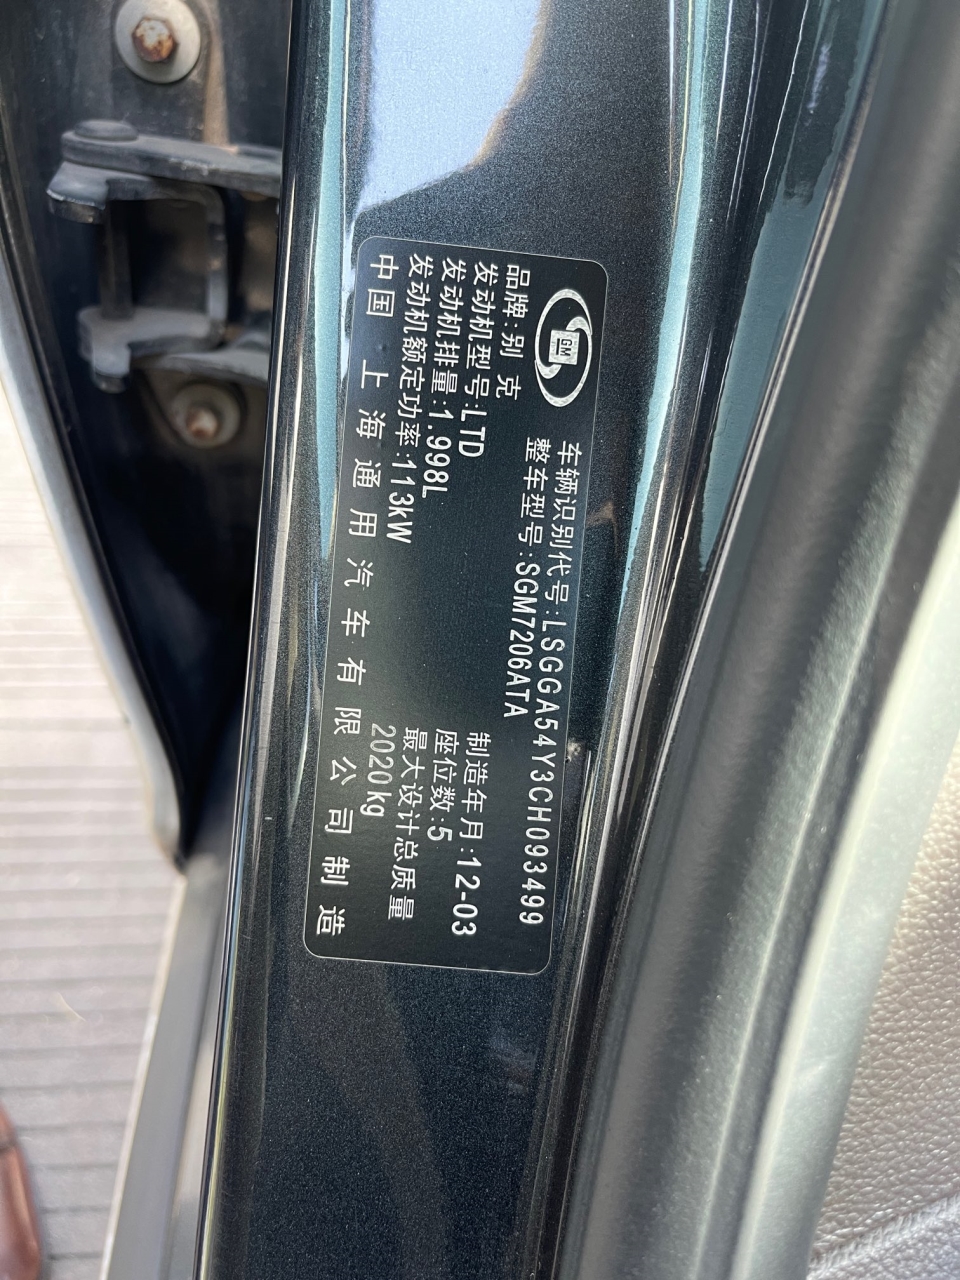 GM
车辆识别代号:LSGGA54Y3CH093499
品牌:别 克
整车型号:SGM7206ATA
发动机型号:LTD
制造年月:12-03
发动机排量:1.998L
座位数:5
发动机额定功率:113kW
最大设计总质量
2020kg
中国 上海通用汽车有限公司制造